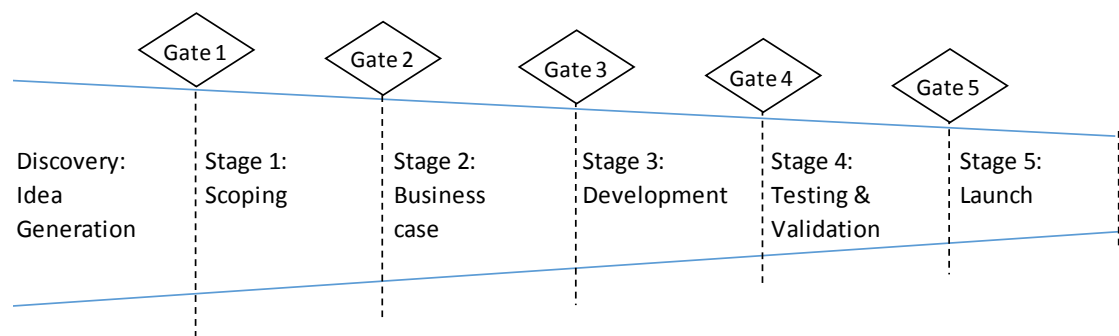 Gate 1
Gate 2
Gate 3
Gate 4
Gate 5
Discovery:
Idea
Generation
Stage 1:
Scoping
Stage 2:
Business
case
Stage 3:
Development
Stage 4:
Testing &
Validation
Stage 5:
Launch